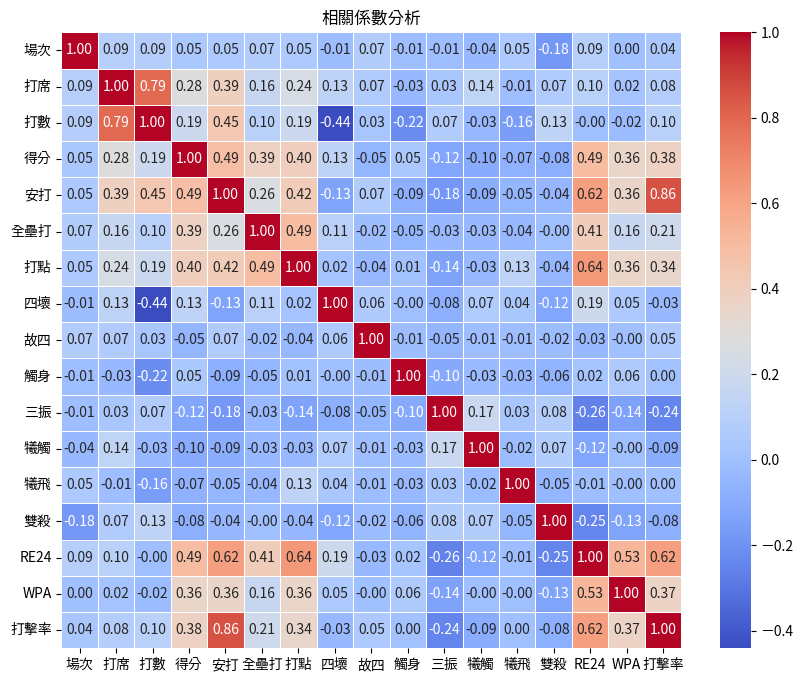 相關係數分析
場次 1.00 0.09 0.09 0.05 0.05 0.07 0.05 -0.01 0.07 -0.01 -0.01 -0.04 0.05 -0.18 0.09 0.00 0.04
打席 0.09 1.00 0.79 0.28 0.39 0.16 0.24 0.13 0.07 -0.03 0.03 0.14 -0.01 0.07 0.10 0.02 0.08
打數 0.09 0.79 1.00 0.19 0.45 0.10 0.19 -0.44 0.03 -0.22 0.07 -0.03 -0.16 0.13 -0.00 -0.02 0.10
得分 0.05 0.28 0.19 1.00 0.49 0.39 0.40 0.13 -0.05 0.05 -0.12 -0.10 -0.07 -0.08 0.49 0.36 0.38
安打 0.05 0.39 0.45 0.49 1.00 0.26 0.42 -0.13 0.07 -0.09 -0.18 -0.09 -0.05 -0.04 0.62 0.36 0.86
全壘打 0.07 0.16 0.10 0.39 0.26 1.00 0.49 0.11 -0.02 -0.05 -0.03 -0.03 -0.04 -0.00 0.41 0.16 0.21
打點 0.05 0.24 0.19 0.40 0.42 0.49 1.00 0.02 -0.04 0.01 -0.14 -0.03 0.13 -0.04 0.64 0.36 0.34
四壞 -0.01 0.13 -0.44 0.13 -0.13 0.11 0.02 1.00 0.06 -0.00 -0.08 0.07 0.04 -0.12 0.19 0.05 -0.03
故四 0.07 0.07 0.03 -0.05 0.07 -0.02 -0.04 0.06 1.00 -0.01 -0.05 -0.01 -0.01 -0.02 -0.03 -0.00 0.05
觸身 -0.01 -0.03 -0.22 0.05 -0.09 -0.05 0.01 -0.00 -0.01 1.00 -0.10 -0.03 -0.03 -0.06 0.02 0.06 0.00
三振 -0.01 0.03 0.07 -0.12 -0.18 -0.03 -0.14 -0.08 -0.05 -0.10 1.00 0.17 0.03 0.08 -0.26 -0.14 -0.24
犧觸 -0.04 0.14 -0.03 -0.10 -0.09 -0.03 -0.03 0.07 -0.01 -0.03 0.17 1.00 -0.02 0.07 -0.12 -0.00 -0.09
犧飛 0.05 -0.01 -0.16 -0.07 -0.05 -0.04 0.13 0.04 -0.01 -0.03 0.03 -0.02 1.00 -0.05 -0.01 -0.00 0.00
雙殺 -0.18 0.07 0.13 -0.08 -0.04 -0.00 -0.04 -0.12 -0.02 -0.06 0.08 0.07 -0.05 1.00 -0.25 -0.13 -0.08
RE24 0.09 0.10 -0.00 0.49 0.62 0.41 0.64 0.19 -0.03 0.02 -0.26 -0.12 -0.01 -0.25 1.00 0.53 0.62
WPA 0.00 0.02 -0.02 0.36 0.36 0.16 0.36 0.05 -0.00 0.06 -0.14 -0.00 -0.00 -0.13 0.53 1.00 0.37
打擊率 0.04 0.08 0.10 0.38 0.86 0.21 0.34 -0.03 0.05 0.00 -0.24 -0.09 0.00 -0.08 0.62 0.37 1.00
場次 打席 打數 得分 安打 全壘打 打點 四壞 故四 觸身 三振 犧觸 犧飛 雙殺 RE24 WPA 打擊率
1.0
0.8
0.6
0.4
0.2
0.0
−0.2
−0.4